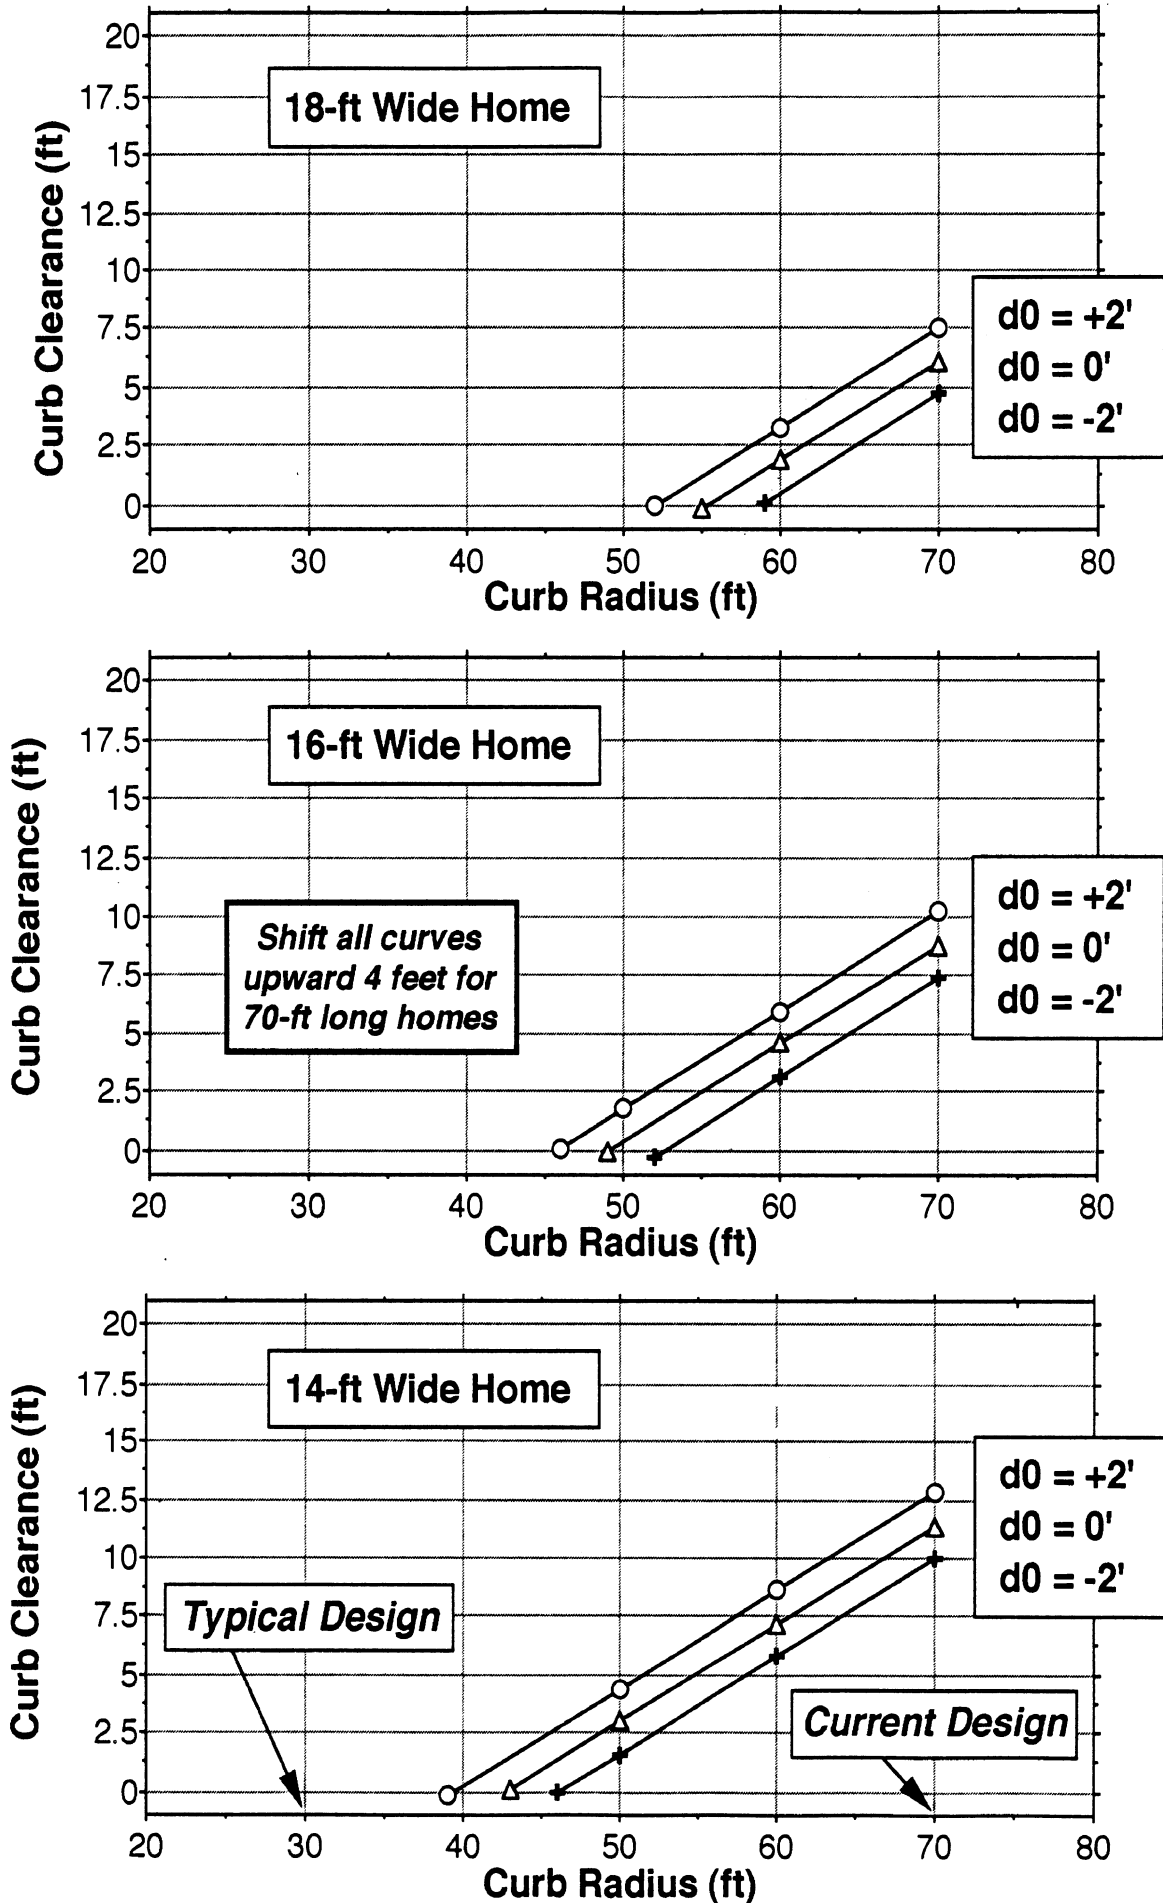 20
17.5
15
12.5
10
7.5
5
2.5
0
Curb Clearance (ft)
18-ft Wide Home
d0 = +2'
d0 = 0'
d0 = -2'
20 30 40 50 60 70 80
Curb Radius (ft)
20
17.5
15
12.5
10
7.5
5
2.5
0
Curb Clearance (ft)
16-ft Wide Home
Shift all curves
upward 4 feet for
70-ft long homes
d0 = +2'
d0 = 0'
d0 = -2'
20 30 40 50 60 70 80
Curb Radius (ft)
20
17.5
15
12.5
10
7.5
5
2.5
0
Curb Clearance (ft)
14-ft Wide Home
d0 = +2'
d0 = 0'
d0 = -2'
Typical Design
Current Design
20 30 40 50 60 70 80
Curb Radius (ft)